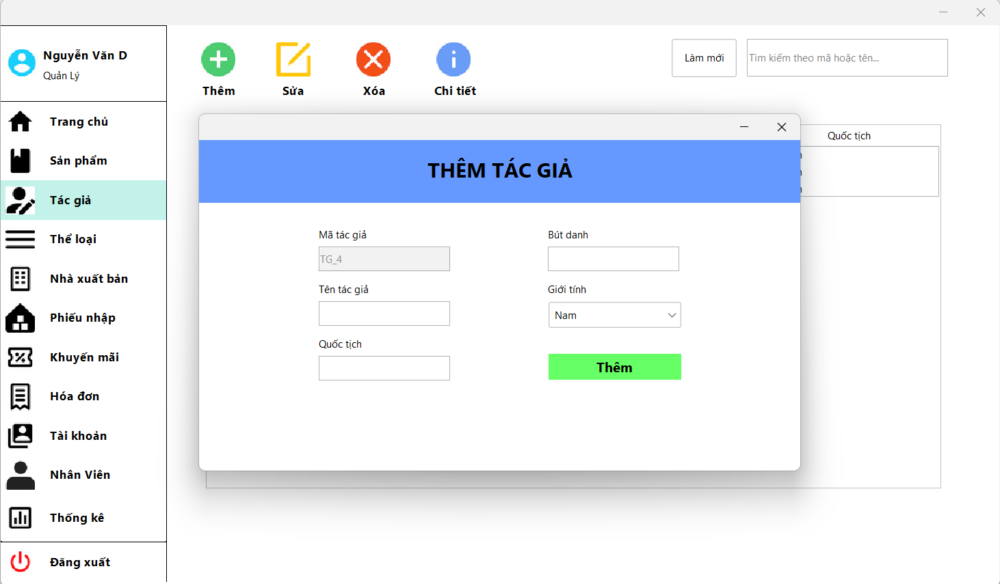 Nguyễn Văn D
Quản Lý
Trang chủ
Sản phẩm
Tác giả
Thể loại
Nhà xuất bản
Phiếu nhập
Khuyến mãi
Hóa đơn
Tài khoản
Nhân Viên
Thống kê
Đăng xuất
Thêm
Sửa
Xóa
Chi tiết
Làm mới
Tìm kiếm theo mã hoặc tên...
Quốc tịch
THÊM TÁC GIẢ
Mã tác giả
TG_4
Tên tác giả
Quốc tịch
Bút danh
Giới tính
Nam
Thêm